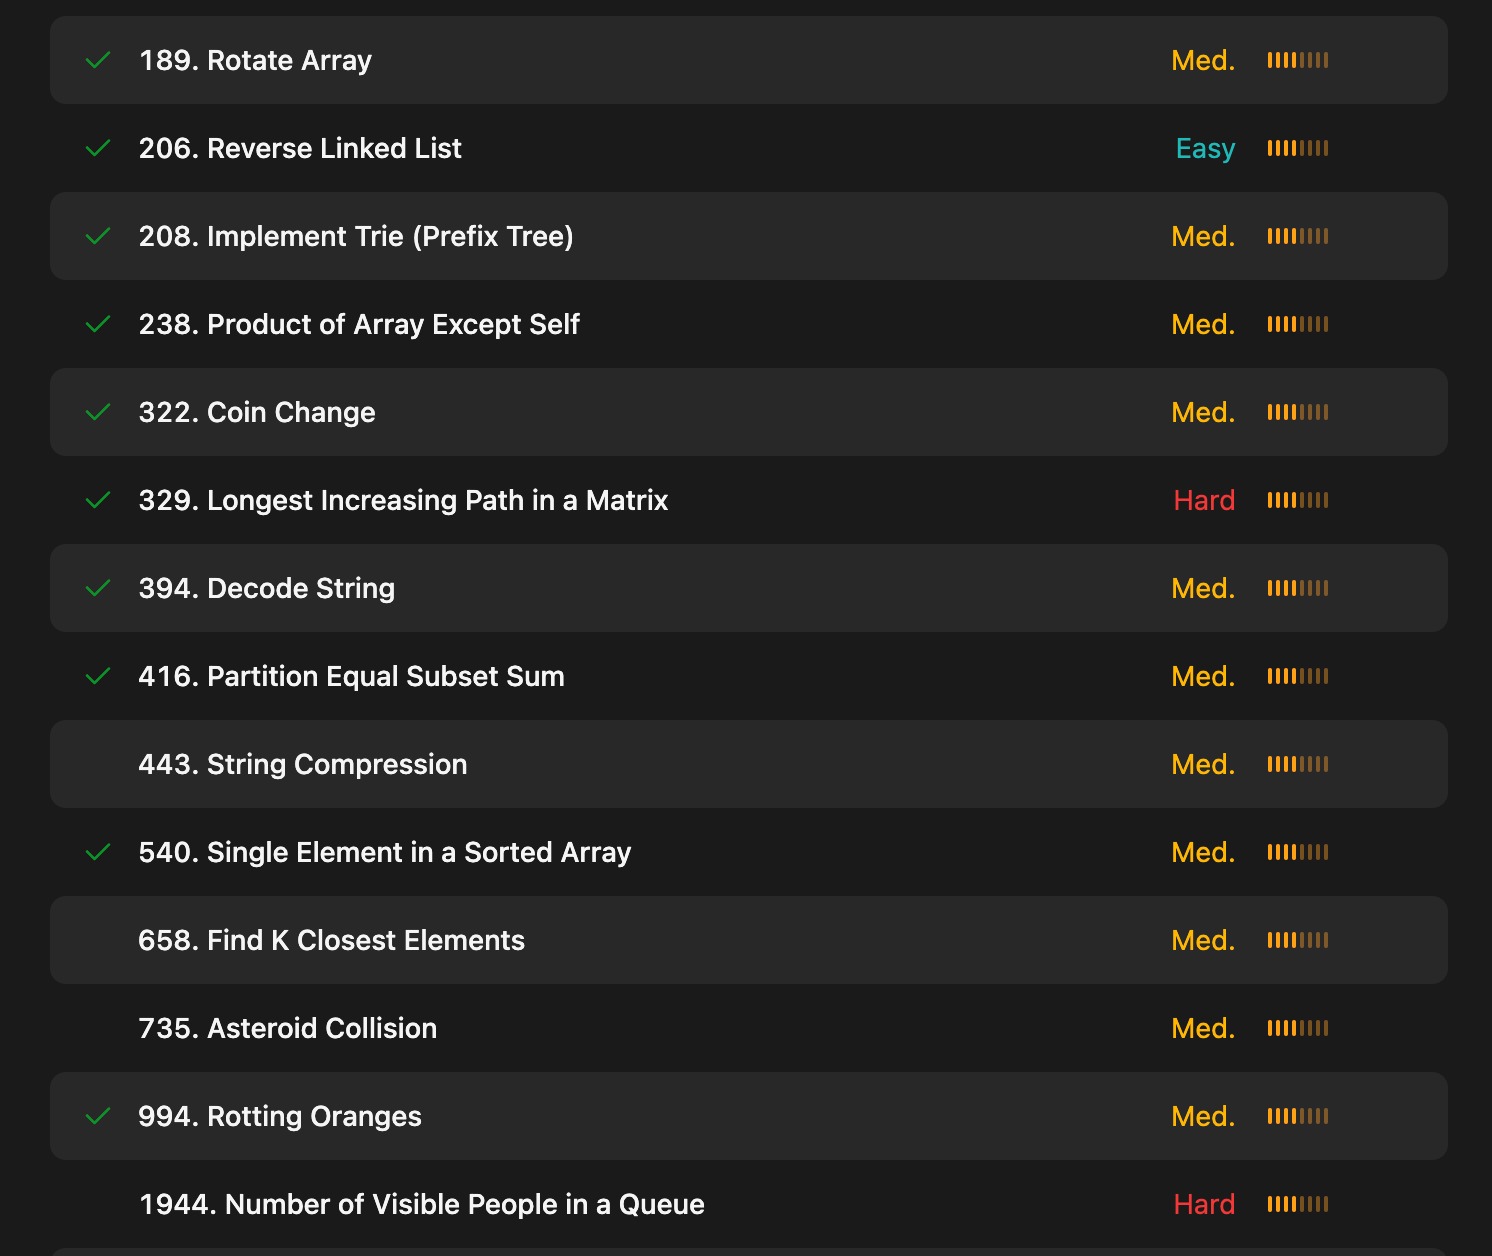 189. Rotate Array Med.
206. Reverse Linked List Easy
208. Implement Trie (Prefix Tree) Med.
238. Product of Array Except Self Med.
322. Coin Change Med.
329. Longest Increasing Path in a Matrix Hard
394. Decode String Med.
416. Partition Equal Subset Sum Med.
443. String Compression Med.
540. Single Element in a Sorted Array Med.
658. Find K Closest Elements Med.
735. Asteroid Collision Med.
994. Rotting Oranges Med.
1944. Number of Visible People in a Queue Hard